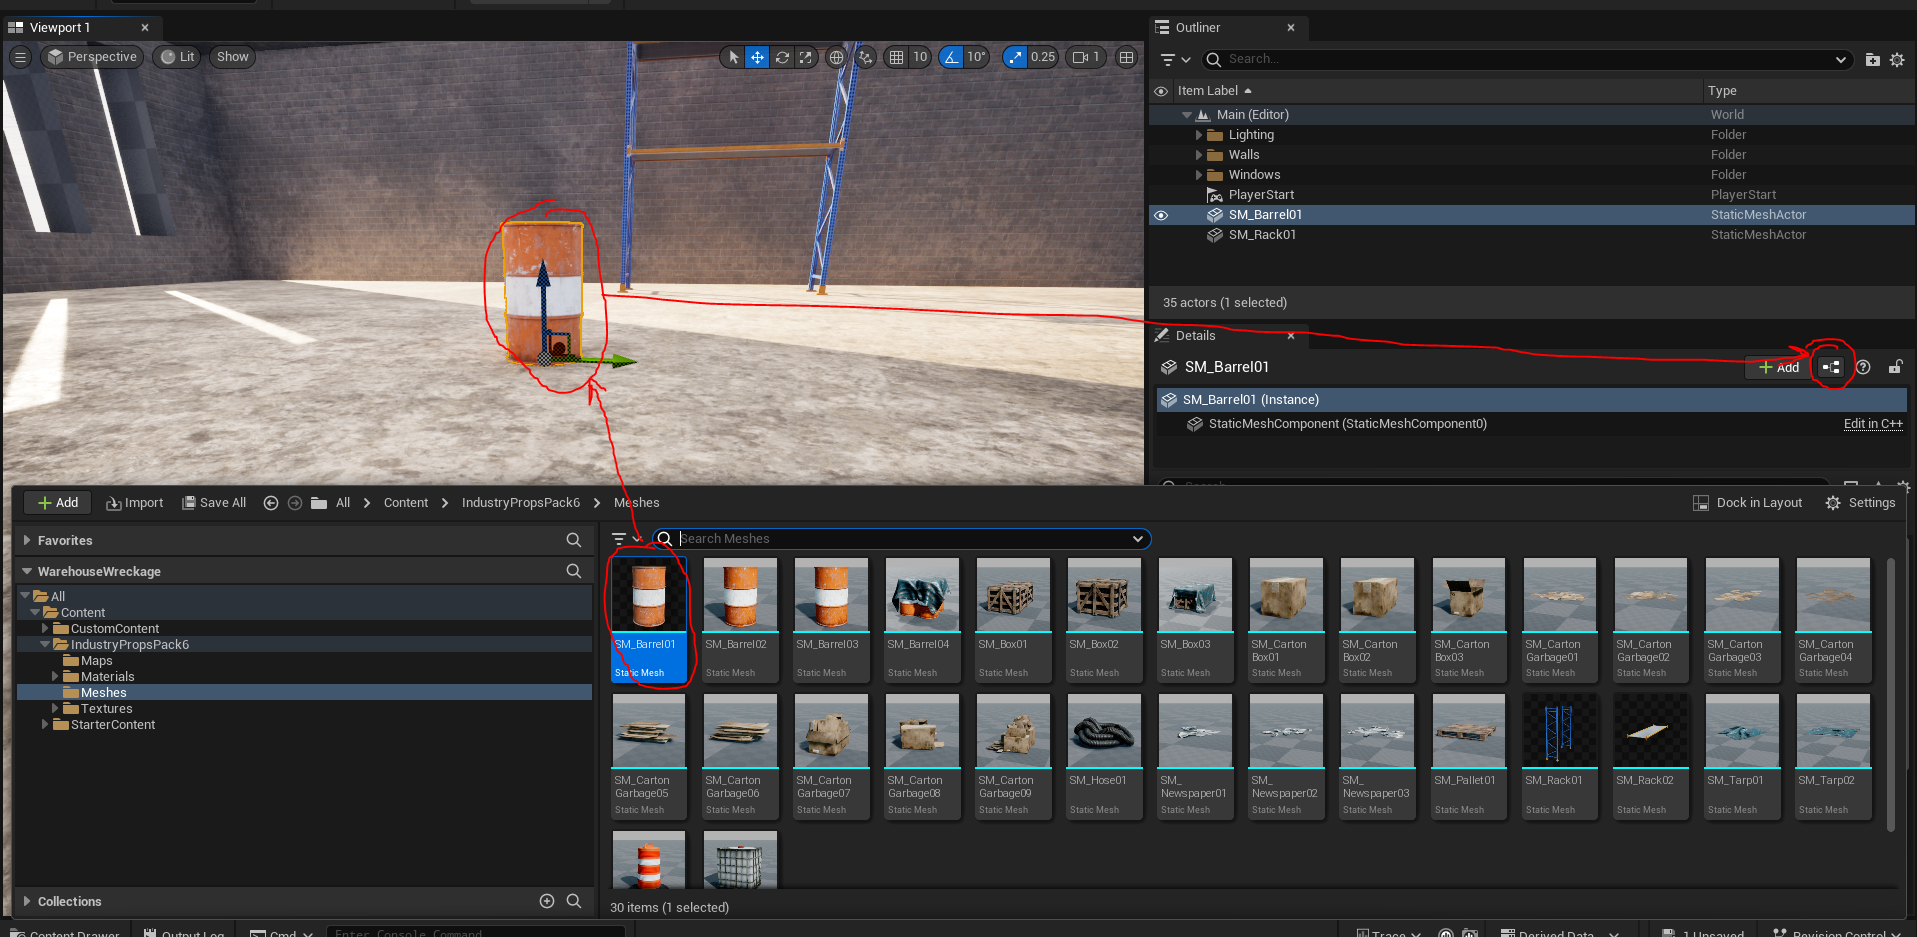 Viewport 1
Perspective
Lit
Show
10
10°
0.25
1
Outliner
Search...
Item Label
Type
Main (Editor)
World
Lighting
Folder
Walls
Folder
Windows
Folder
PlayerStart
PlayerStart
SM_Barrel01
StaticMeshActor
SM_Rack01
StaticMeshActor
35 actors (1 selected)
Details
SM_Barrel01
Add
SM_Barrel01 (Instance)
StaticMeshComponent (StaticMeshComponent0)
Edit in C++
Search
Add
Import
Save All
All
Content
IndustryPropsPack6
Meshes
Dock in Layout
Settings
Favorites
WarehouseWreckage
All
Content
CustomContent
IndustryPropsPack6
Maps
Materials
Meshes
Textures
StarterContent
Collections
Search Meshes
SM_Barrel01
Static Mesh
SM_Barrel02
Static Mesh
SM_Barrel03
Static Mesh
SM_Barrel04
Static Mesh
SM_Box01
Static Mesh
SM_Box02
Static Mesh
SM_Box03
Static Mesh
SM_Carton
Box01
Static Mesh
SM_Carton
Box02
Static Mesh
SM_Carton
Box03
Static Mesh
SM_Carton
Garbage01
Static Mesh
SM_Carton
Garbage02
Static Mesh
SM_Carton
Garbage03
Static Mesh
SM_Carton
Garbage04
Static Mesh
SM_Carton
Garbage05
Static Mesh
SM_Carton
Garbage06
Static Mesh
SM_Carton
Garbage07
Static Mesh
SM_Carton
Garbage08
Static Mesh
SM_Carton
Garbage09
Static Mesh
SM_Hose01
Static Mesh
SM_
Newspaper01
Static Mesh
SM_
Newspaper02
Static Mesh
SM_
Newspaper03
Static Mesh
SM_Pallet01
Static Mesh
SM_Rack01
Static Mesh
SM_Rack02
Static Mesh
SM_Tarp01
Static Mesh
SM_Tarp02
Static Mesh
30 items (1 selected)
Content Drawer
Output Log
Cmd
Enter Console Command
Trace
Derived Data
1 Unsaved
Revision Control